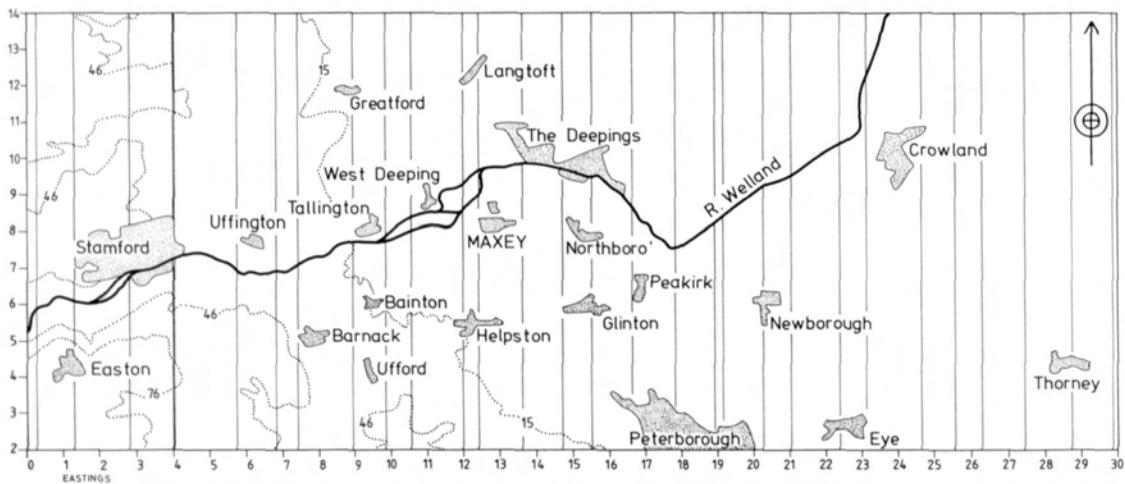 14
13
12
11
10
9
8
7
6
5
4
3
2
46
15
Langtoft
Greatford
The Deepings
Crowland
46
West Deeping
R. Welland
Tallington
Uffington
MAXEY
Northboro'
Stamford
Peakirk
Bainton
Glinton
Newborough
46
Barnack
Helpston
Easton
Ufford
Thorney
76
46
15
Peterborough
Eye
0 1 2 3 4 5 6 7 8 9 10 11 12 13 14 15 16 17 18 19 20 21 22 23 24 25 26 27 28 29 30
EASTINGS